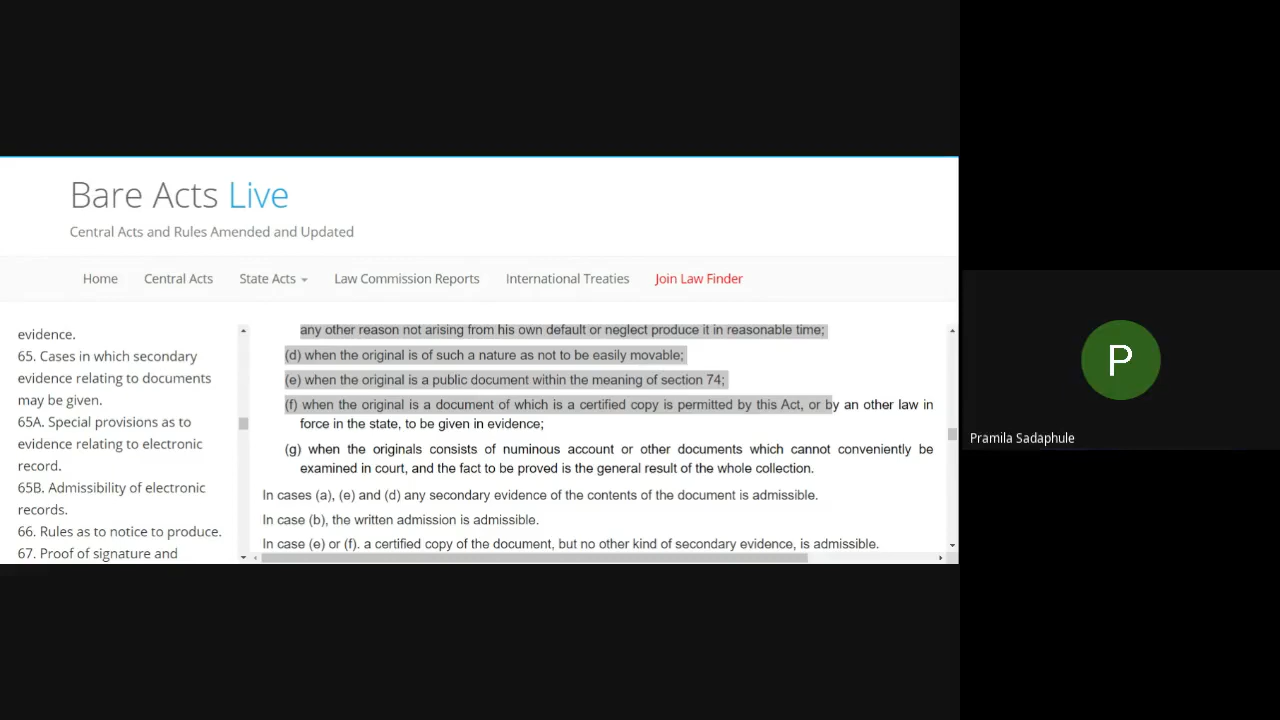 Bare Acts Live
Central Acts and Rules Amended and Updated
Home Central Acts State Acts Law Commission Reports International Treaties Join Law Finder
evidence.
65. Cases in which secondary
evidence relating to documents
may be given.
65A. Special provisions as to
evidence relating to electronic
record.
65B. Admissibility of electronic
records.
66. Rules as to notice to produce.
67. Proof of signature and
any other reason not arising from his own default or neglect produce it in reasonable time;
(d) when the original is of such a nature as not to be easily movable;
(e) when the original is a public document within the meaning of section 74;
(f) when the original is a document of which is a certified copy is permitted by this Act, or by an other law in
force in the state, to be given in evidence;
(g) when the originals consists of numinous account or other documents which cannot conveniently be
examined in court, and the fact to be proved is the general result of the whole collection.
In cases (a), (e) and (d) any secondary evidence of the contents of the document is admissible.
In case (b), the written admission is admissible.
In case (e) or (f). a certified copy of the document, but no other kind of secondary evidence, is admissible.
P
Pramila Sadaphule